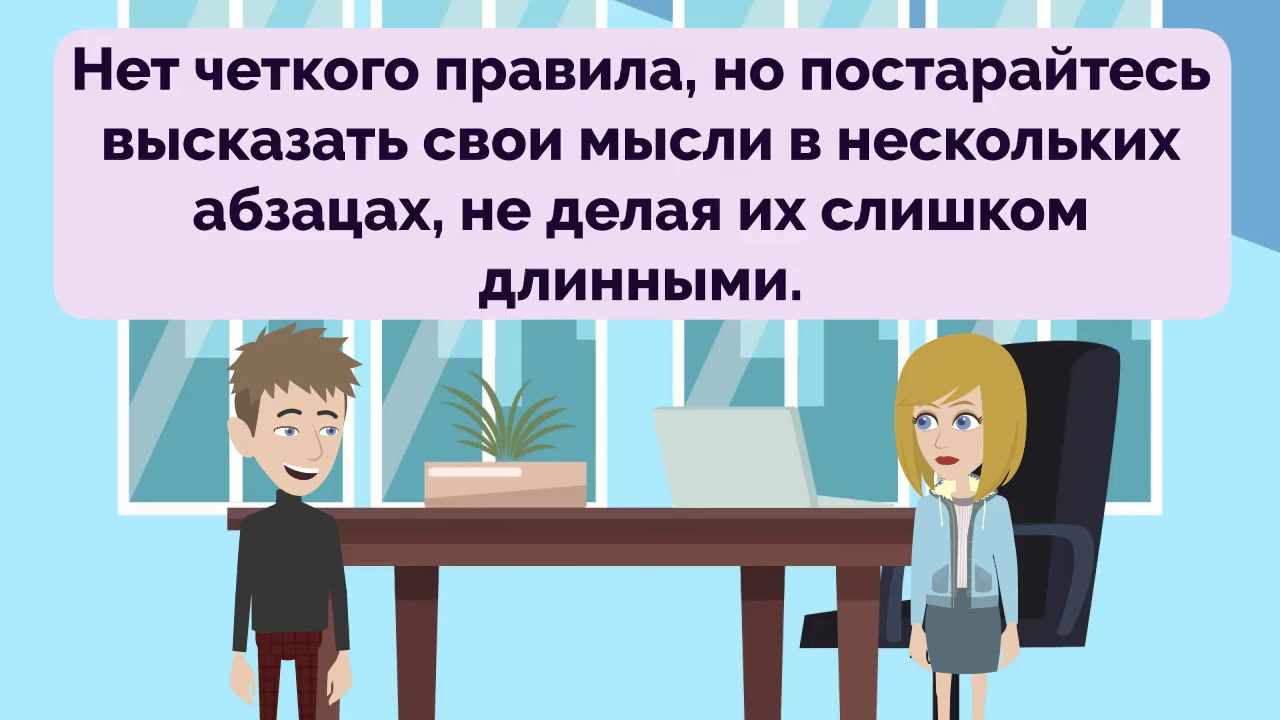 Нет четкого правила, но постарайтесь
высказать свои мысли в нескольких
абзацах, не делая их слишком
длинными.